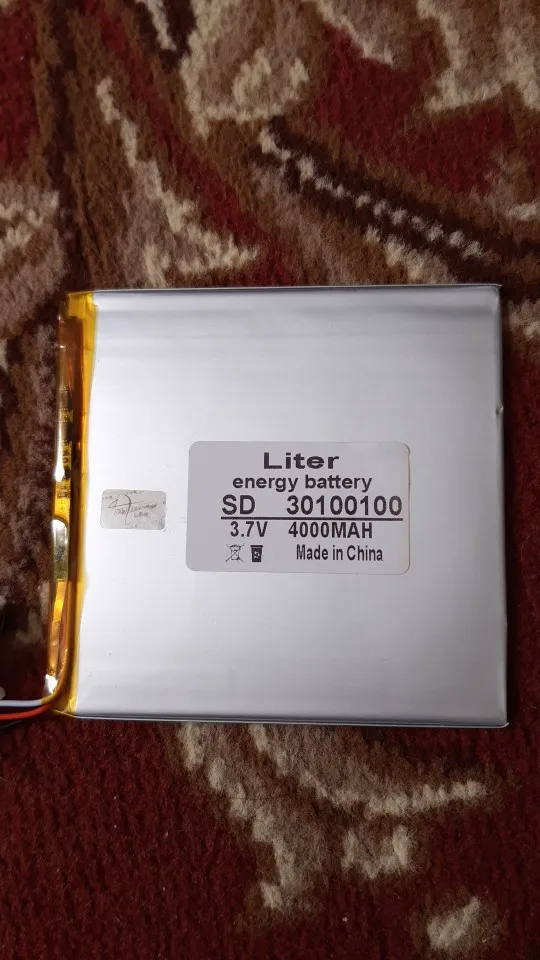 Liter
energy battery
SD 30100100
3.7V 4000MAH
Made in China